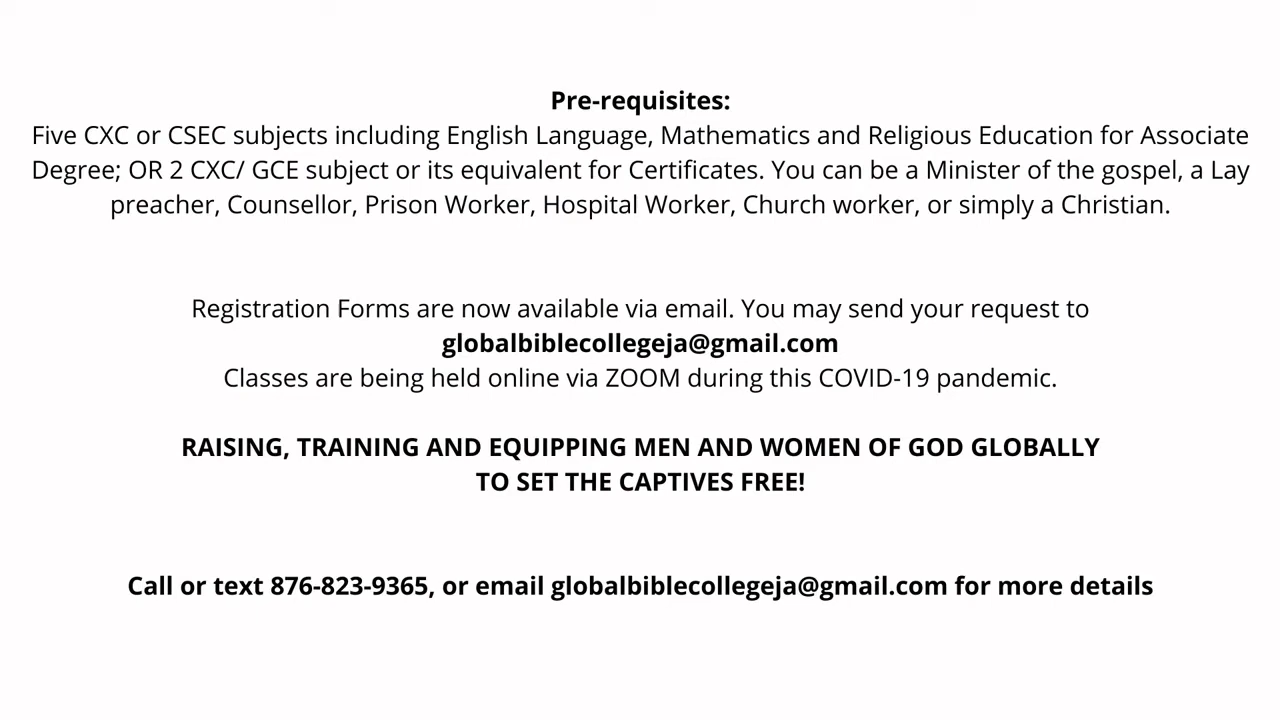 Pre-requisites:
Five CXC or CSEC subjects including English Language, Mathematics and Religious Education for Associate
Degree; OR 2 CXC/ GCE subject or its equivalent for Certificates. You can be a Minister of the gospel, a Lay
preacher, Counsellor, Prison Worker, Hospital Worker, Church worker, or simply a Christian.
Registration Forms are now available via email. You may send your request to
globalbiblecollegeja@gmail.com
Classes are being held online via ZOOM during this COVID-19 pandemic.
RAISING, TRAINING AND EQUIPPING MEN AND WOMEN OF GOD GLOBALLY
TO SET THE CAPTIVES FREE!
Call or text 876-823-9365, or email globalbiblecollegeja@gmail.com for more details